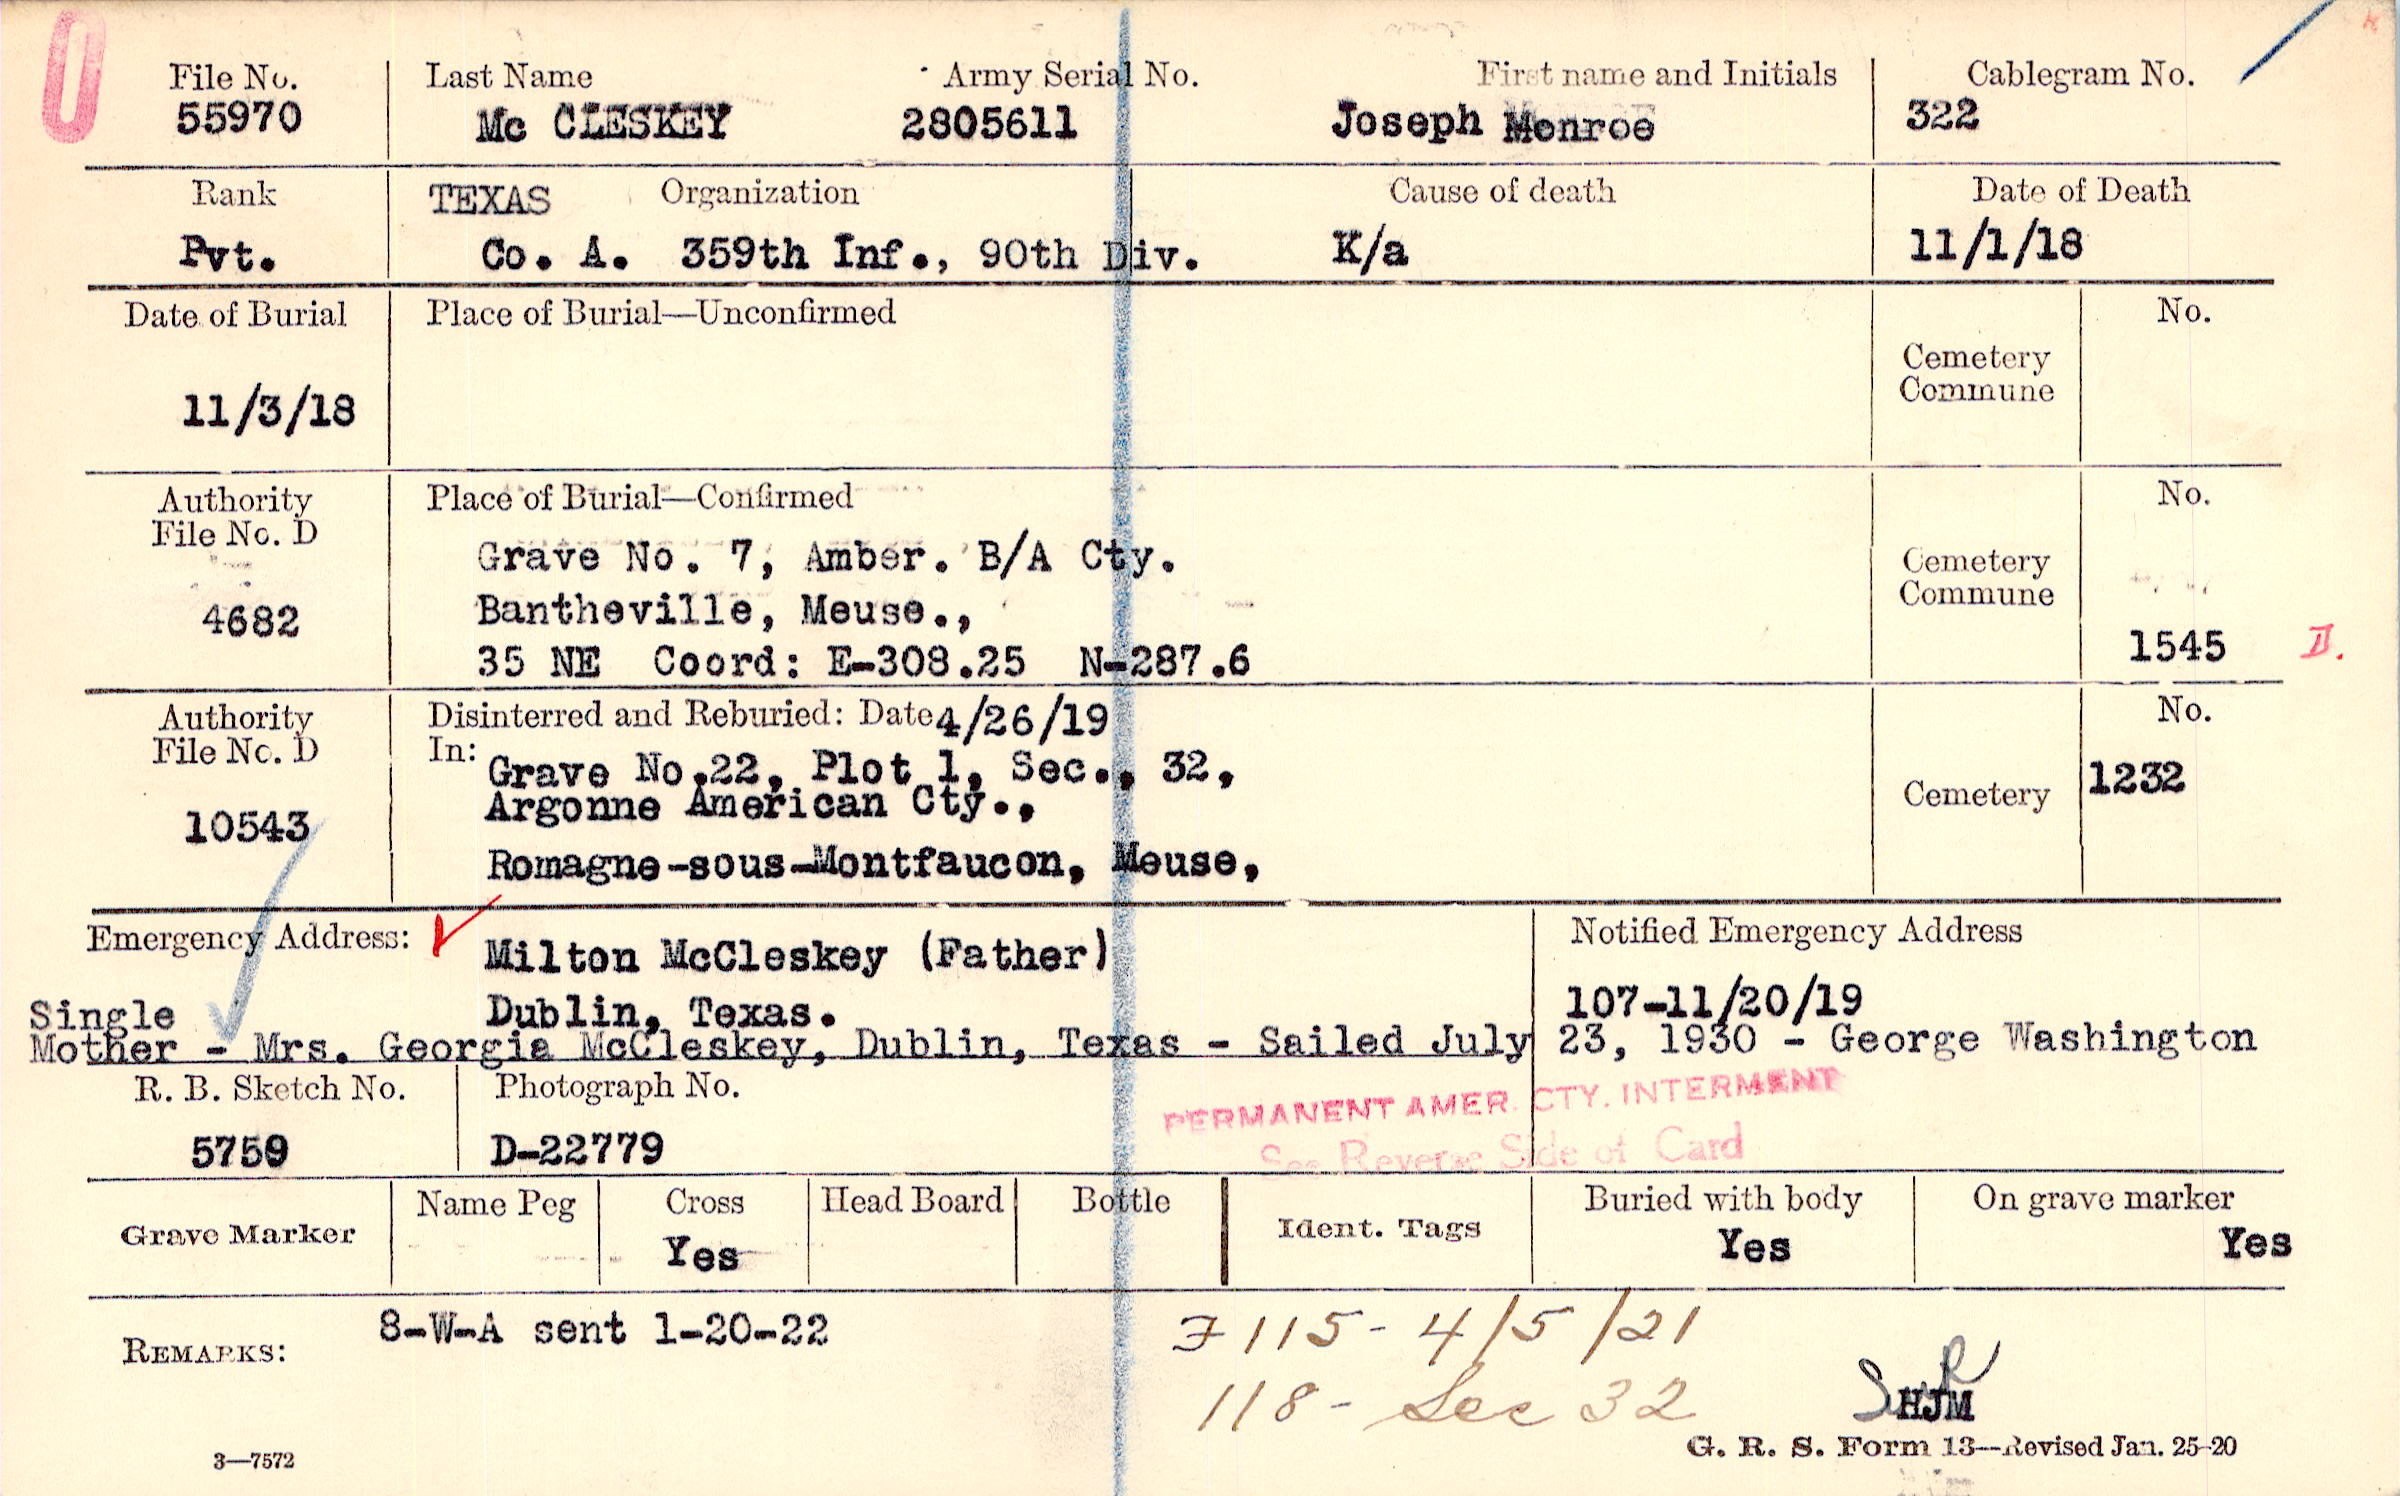 File No. Last Name Army Serial No. First name and Initials Cablegram No.
55970 Mc CLESKEY 2805611 Joseph Monroe 322
Rank TEXAS Organization Cause of death Date of Death
Pvt. Co. A. 359th Inf., 90th Div. K/a 11/1/18
Date of Burial Place of Burial—Unconfirmed No.
Cemetery
Commune
11/3/18
Authority Place of Burial—Confirmed No.
File No. D
Grave No. 7, Amber. B/A Cty.
Cemetery
Commune
4682 Bantheville, Meuse.,
35 NE Coord: E-308.25 N-287.6 1545 D.
Authority Disinterred and Reburied: Date 4/26/19 No.
File No. D In:
Grave No.22, Plot 1, Sec., 32, 1232
Argonne American Cty., Cemetery
10543
Romagne-sous-Montfaucon, Meuse,
Emergency Address: Milton McCleskey (Father) Notified Emergency Address
Single Dublin, Texas. 107-11/20/19
Mother - Mrs. Georgia McCleskey, Dublin, Texas - Sailed July 23, 1930 - George Washington
R. B. Sketch No. Photograph No.
PERMANENT AMER. CTY. INTERMENT
5759 D-22779 See Reverse Side of Card
Grave Marker Name Peg Cross Head Board Bottle Ident. Tags Buried with body On grave marker
Yes Yes Yes
REMARKS: 8-W-A sent 1-20-22 F115- 4/5/21
118- Sec 32
HJM
3—7572 G. R. S. Form 13—Revised Jan. 25-20